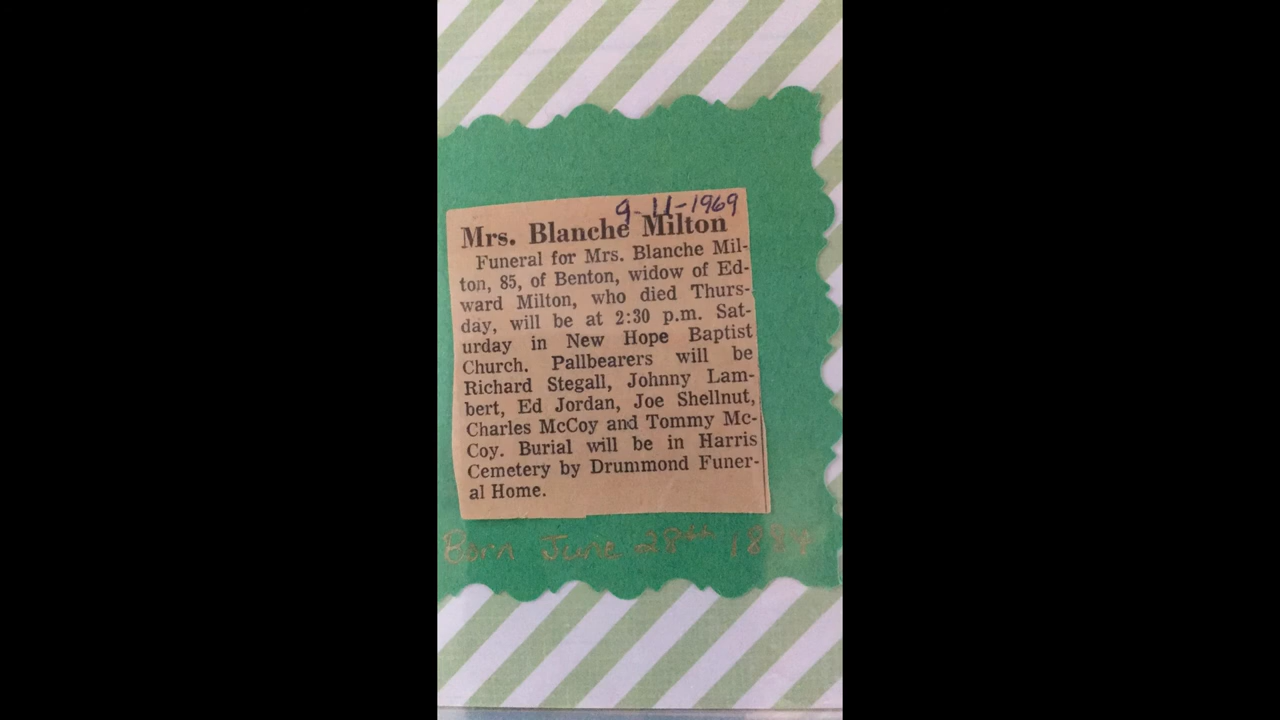 9-11-1969
Mrs. Blanche Milton
Funeral for Mrs. Blanche Mil-
ton, 85, of Benton, widow of Ed-
ward Milton, who died Thurs-
day, will be at 2:30 p.m. Sat-
urday in New Hope Baptist
Church. Pallbearers will be
Richard Stegall, Johnny Lam-
bert, Ed Jordan, Joe Shellnut,
Charles McCoy and Tommy Mc-
Coy. Burial will be in Harris
Cemetery by Drummond Funer-
al Home.
Born June 28th